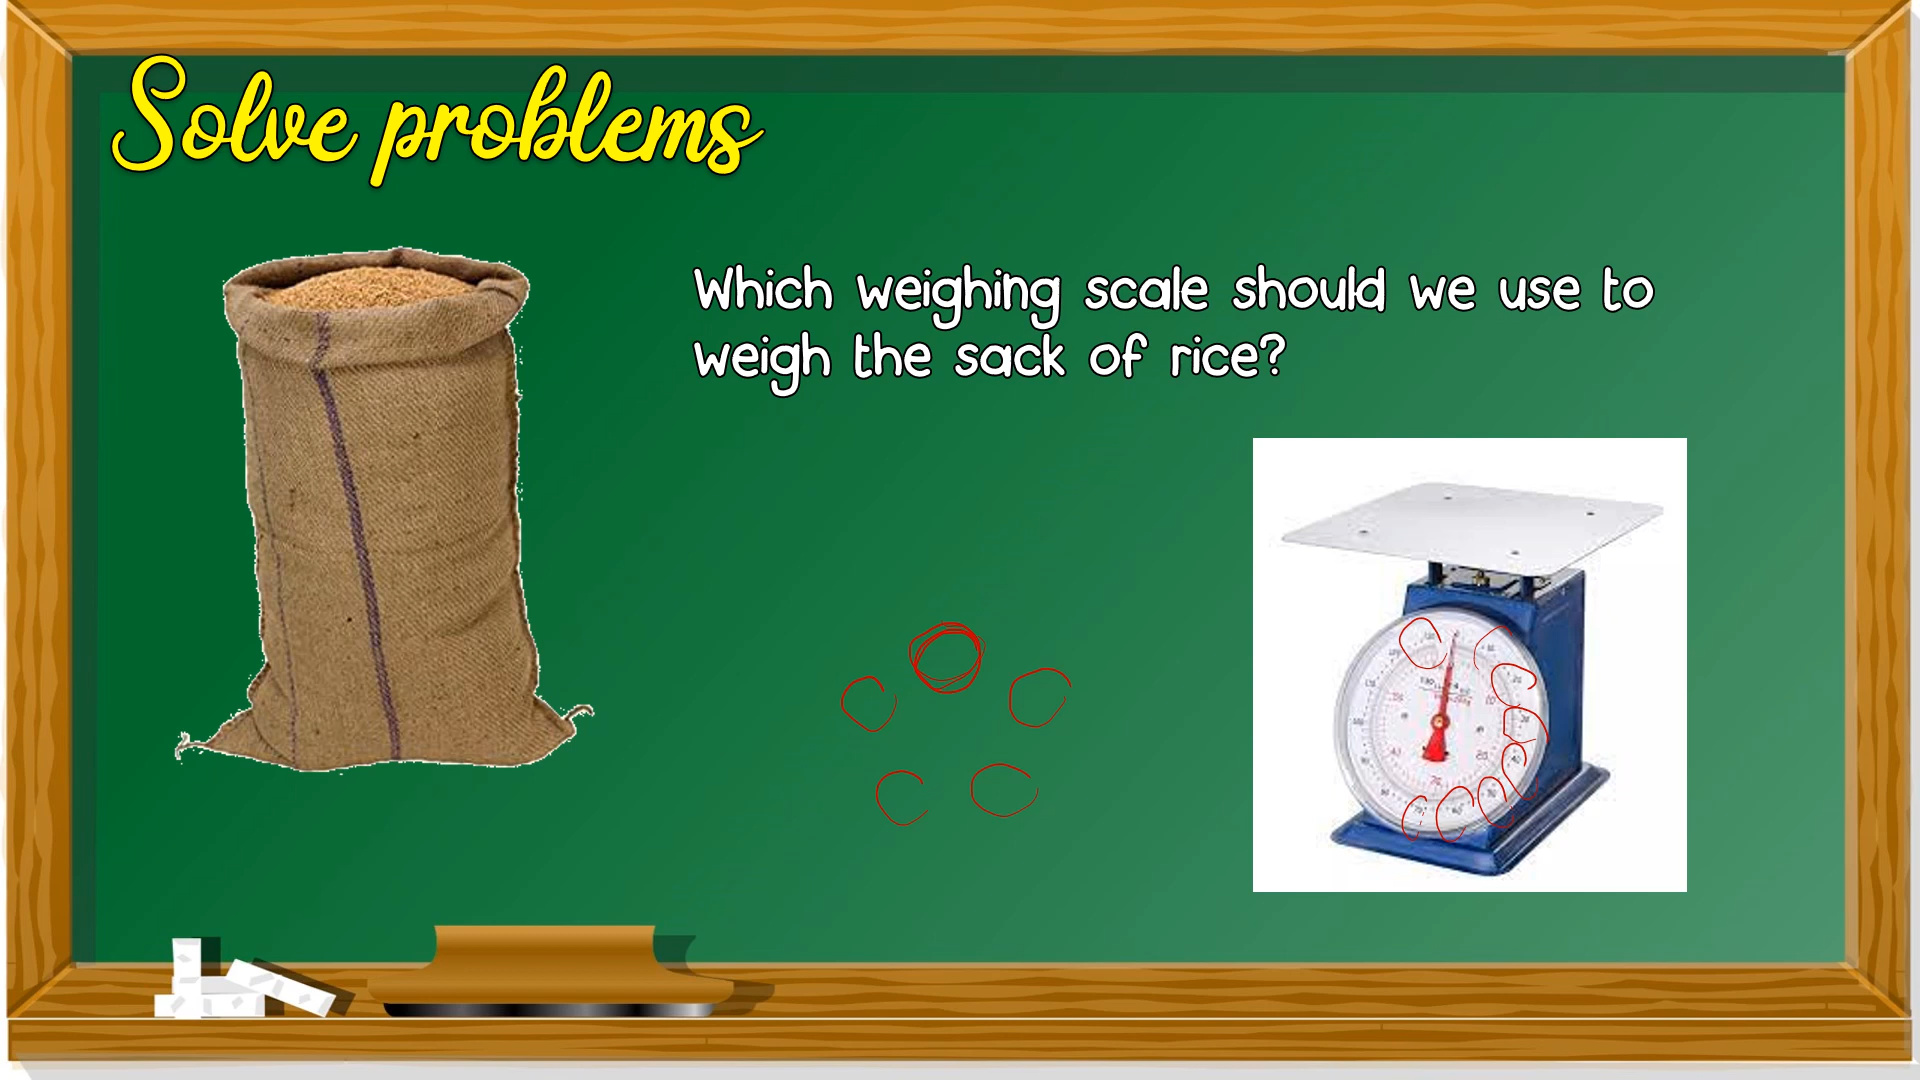 Solve problems
Which weighing scale should we use to
weigh the sack of rice?